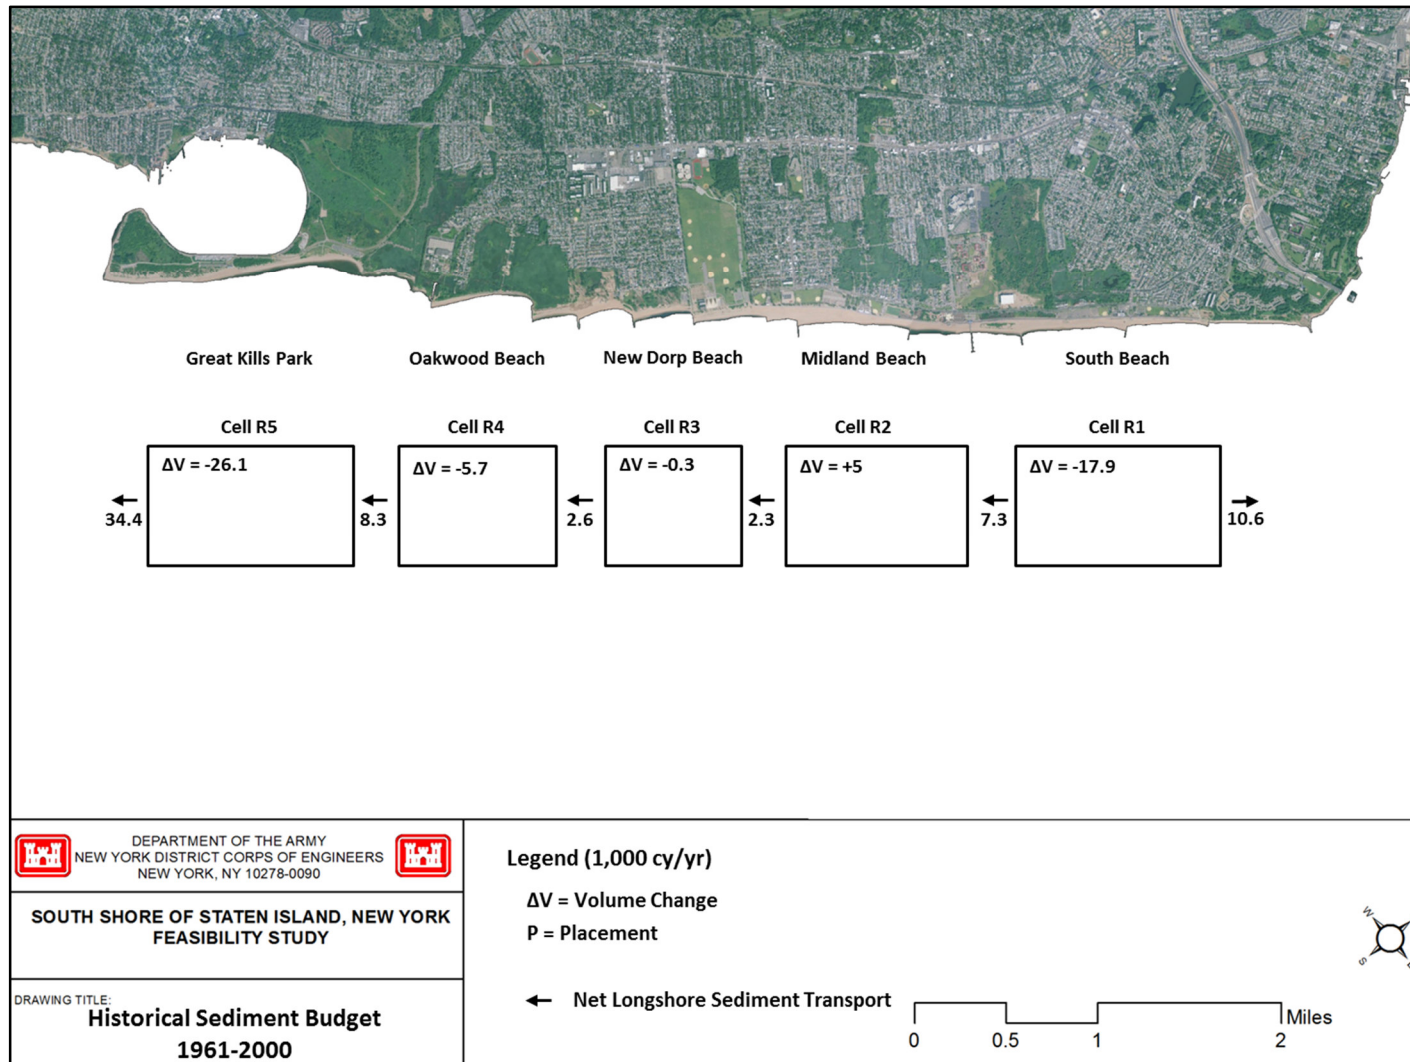 Great Kills Park
Oakwood Beach
New Dorp Beach
Midland Beach
South Beach
Cell R5
Cell R4
Cell R3
Cell R2
Cell R1
ΔV = -26.1
ΔV = -5.7
ΔV = -0.3
ΔV = +5
ΔV = -17.9
34.4
8.3
2.6
2.3
7.3
10.6
DEPARTMENT OF THE ARMY
NEW YORK DISTRICT CORPS OF ENGINEERS
NEW YORK, NY 10278-0090
SOUTH SHORE OF STATEN ISLAND, NEW YORK
FEASIBILITY STUDY
DRAWING TITLE:
Historical Sediment Budget
1961-2000
Legend (1,000 cy/yr)
ΔV = Volume Change
P = Placement
Net Longshore Sediment Transport
W
S
Miles
0
0.5
1
2